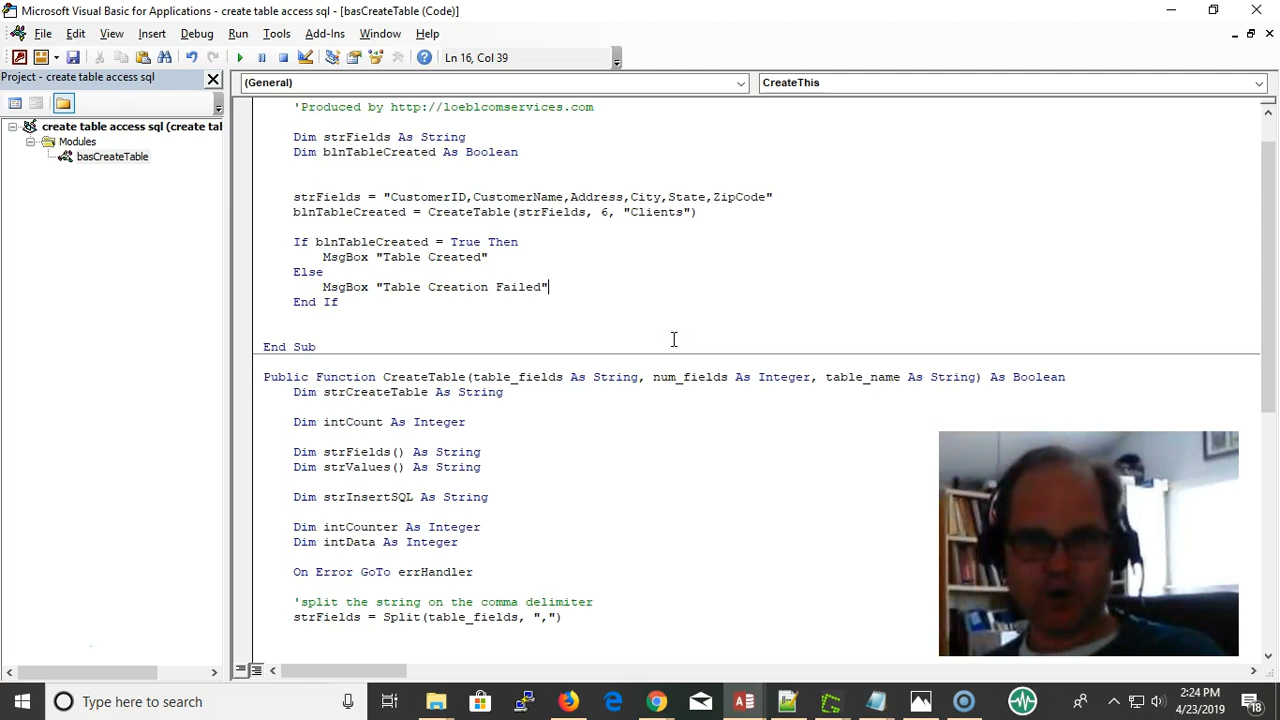 Microsoft Visual Basic for Applications - create table access sql - [basCreateTable (Code)]
File Edit View Insert Format Debug Run Tools Add-Ins Window Help
Ln 16, Col 39
Project - create table access sql
(General)
CreateThis
create table access sql (create tal
Modules
basCreateTable
'Produced by http://loeblcomservices.com
Dim strFields As String
Dim blnTableCreated As Boolean
strFields = "CustomerID,CustomerName,Address,City,State,ZipCode"
blnTableCreated = CreateTable(strFields, 6, "Clients")
If blnTableCreated = True Then
MsgBox "Table Created"
Else
MsgBox "Table Creation Failed"
End If
End Sub
Public Function CreateTable(table_fields As String, num_fields As Integer, table_name As String) As Boolean
Dim strCreateTable As String
Dim intCount As Integer
Dim strFields() As String
Dim strValues() As String
Dim strInsertSQL As String
Dim intCounter As Integer
Dim intData As Integer
On Error GoTo errHandler
'split the string on the comma delimiter
strFields = Split(table_fields, ",")
Type here to search
2:24 PM
4/23/2019
18